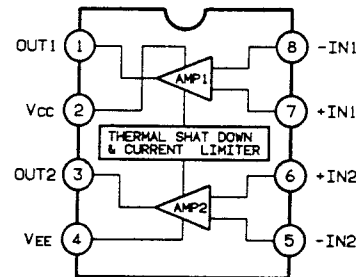 OUT1 1 8 -IN1
AMP1
VCC 2 7 +IN1
THERMAL SHAT DOWN
& CURRENT LIMITER
OUT2 3 6 +IN2
AMP2
VEE 4 5 -IN2